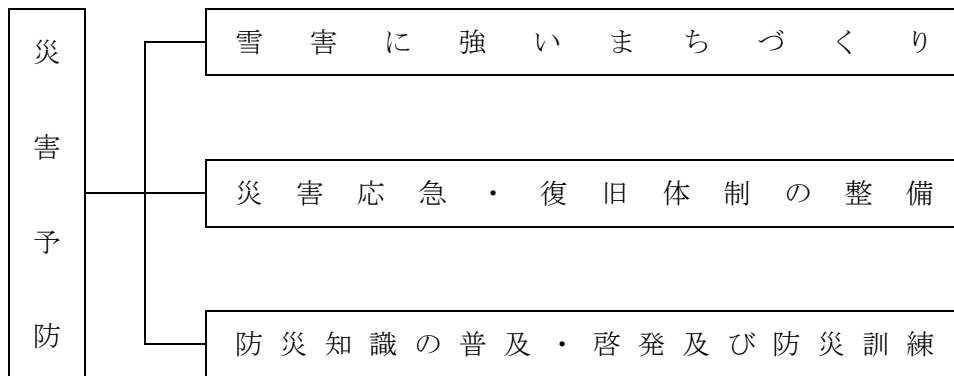 災害予防
雪害に強いまちづくり
災害応急・復旧体制の整備
防災知識の普及・啓発及び防災訓練